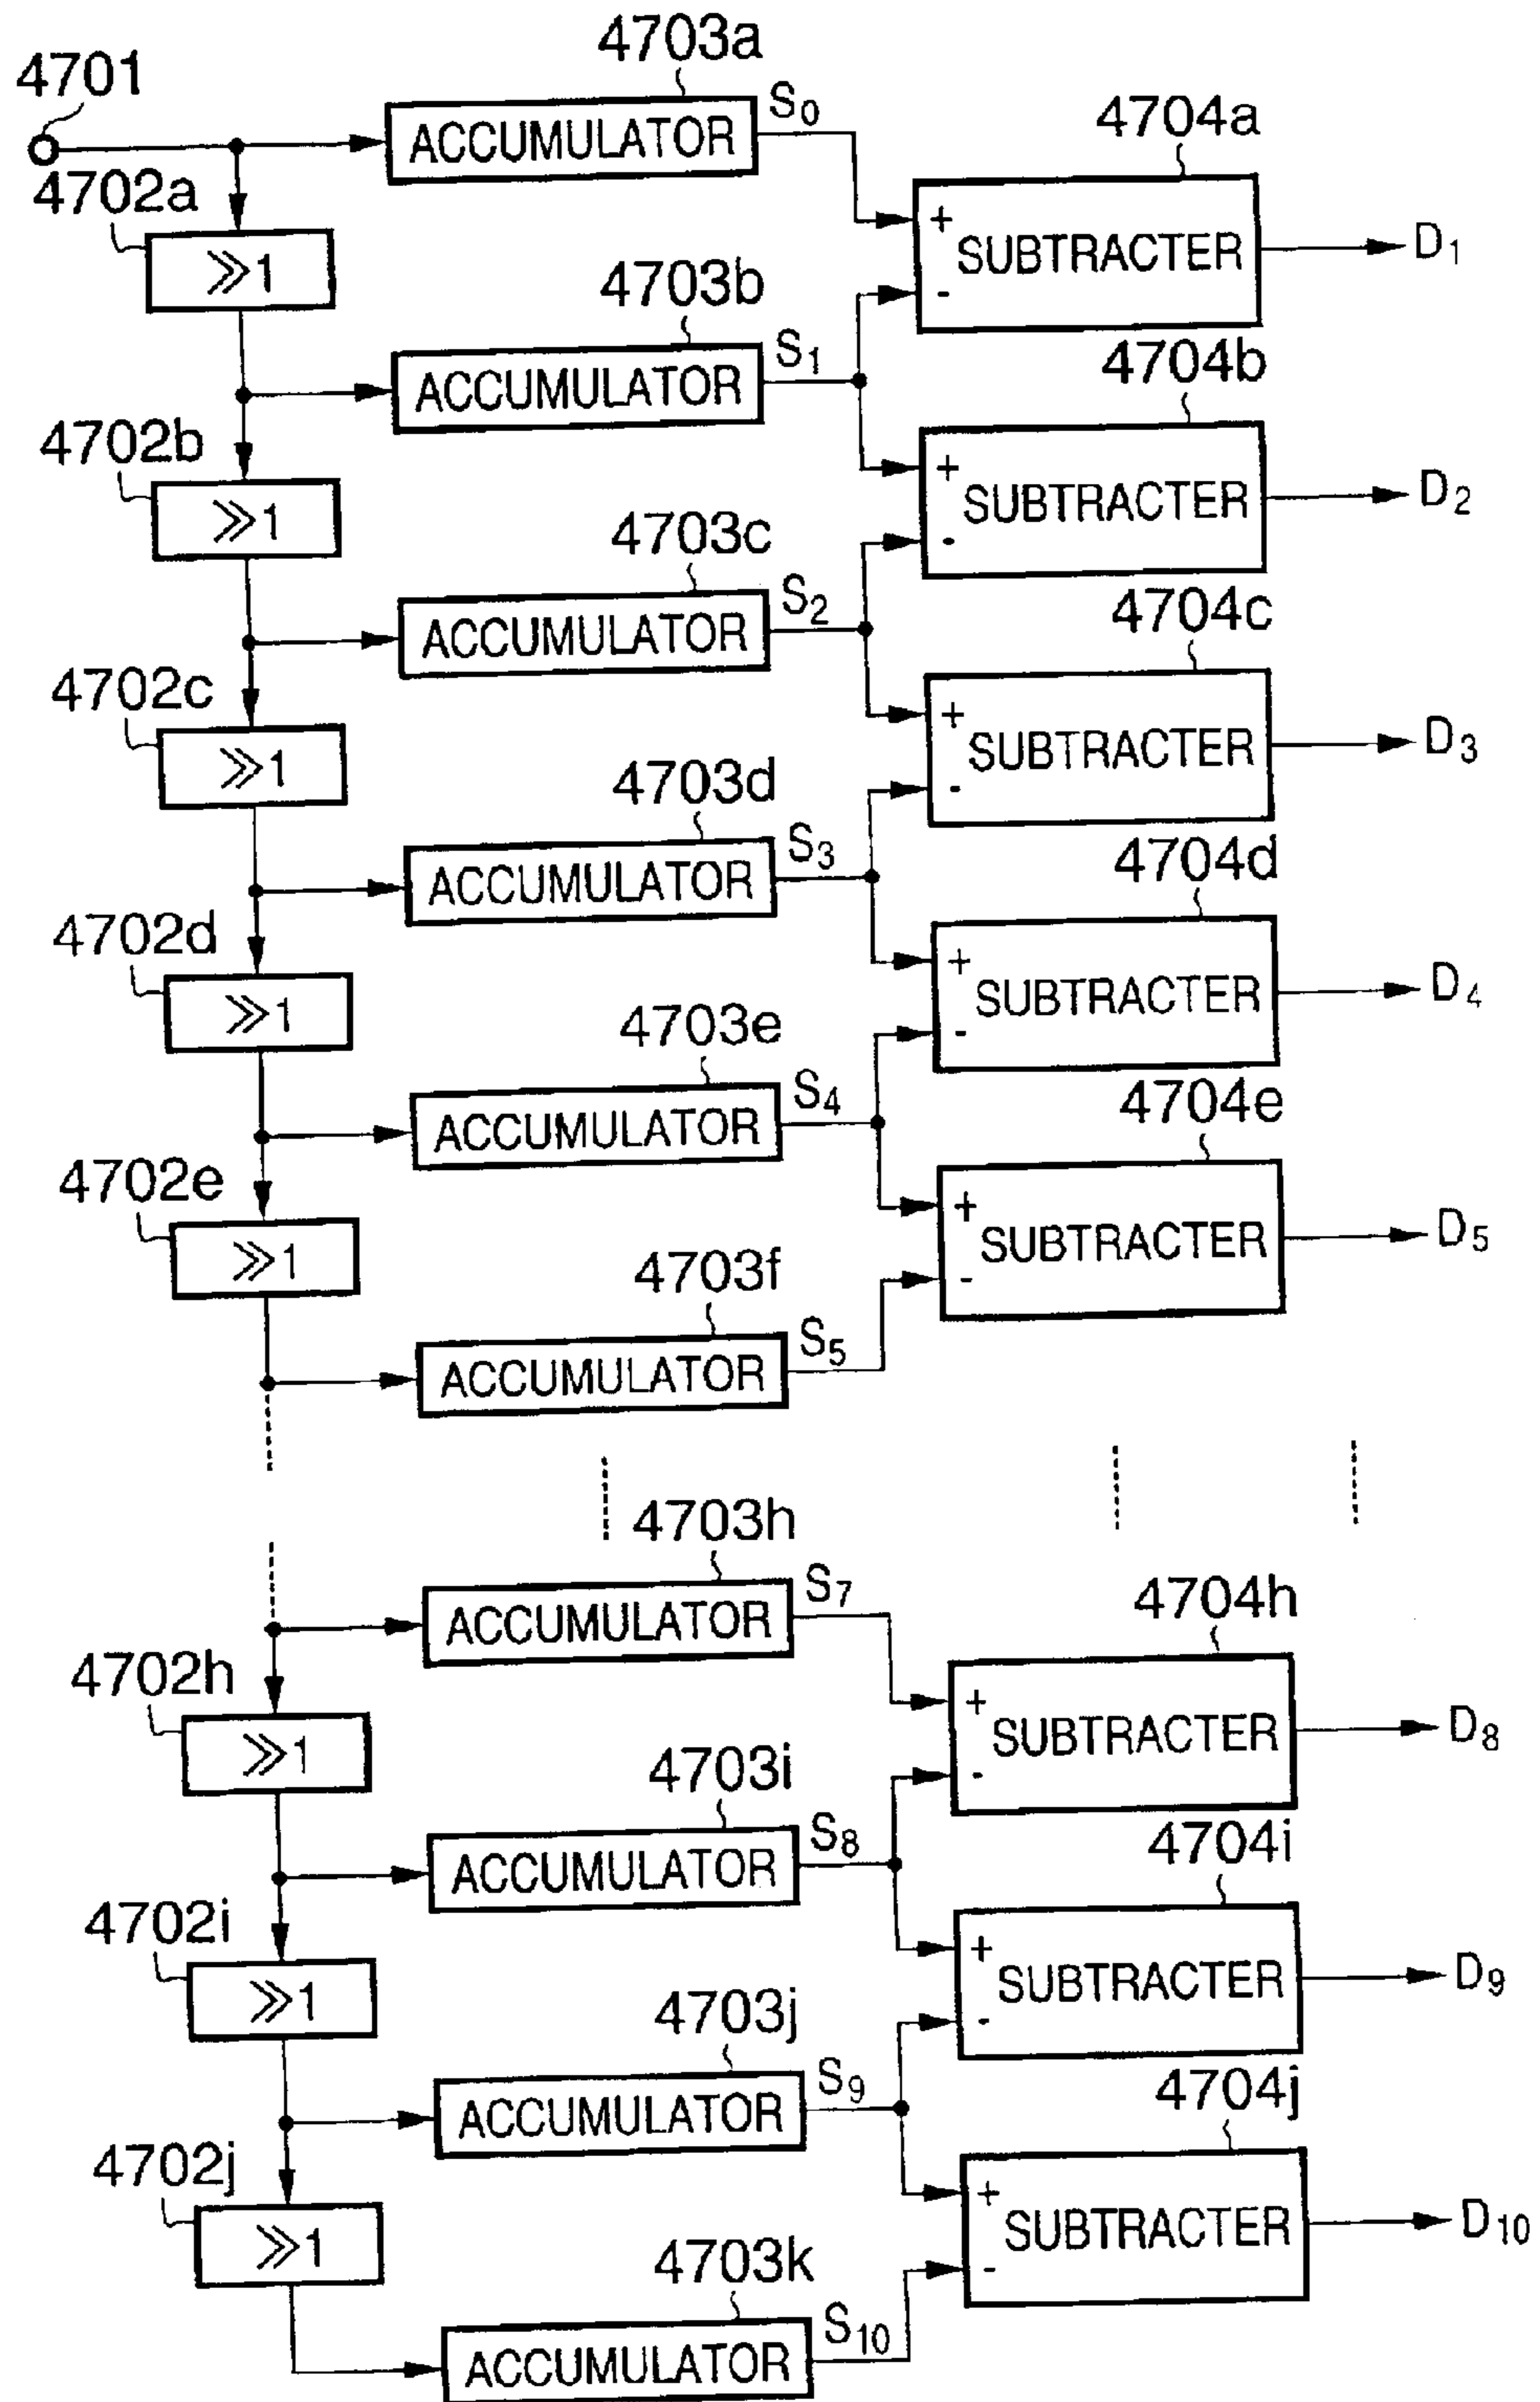 4703a
4701
S0
ACCUMULATOR
4704a
4702a
+
SUBTRACTER
-
D1
≫1
4703b
S1
ACCUMULATOR
4704b
4702b
+
SUBTRACTER
-
D2
≫1
4703c
S2
ACCUMULATOR
4704c
4702c
+
SUBTRACTER
-
D3
≫1
4703d
S3
ACCUMULATOR
4704d
4702d
+
SUBTRACTER
-
D4
≫1
4703e
S4
ACCUMULATOR
4704e
4702e
+
SUBTRACTER
-
D5
≫1
4703f
S5
ACCUMULATOR
4703h
S7
ACCUMULATOR
4704h
4702h
+
SUBTRACTER
-
D8
≫1
4703i
S8
ACCUMULATOR
4704i
4702i
+
SUBTRACTER
-
D9
≫1
4703j
S9
ACCUMULATOR
4704j
4702j
+
SUBTRACTER
-
D10
≫1
4703k
S10
ACCUMULATOR